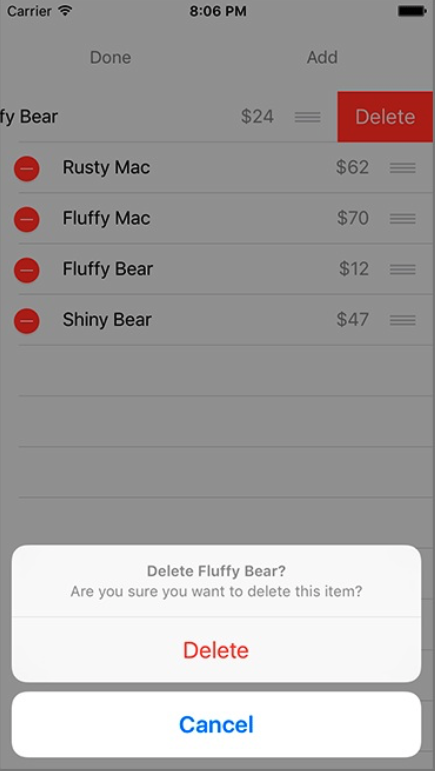 Carrier 8:06 PM
Done Add
ffy Bear $24 Delete
Rusty Mac $62
Fluffy Mac $70
Fluffy Bear $12
Shiny Bear $47
Delete Fluffy Bear?
Are you sure you want to delete this item?
Delete
Cancel